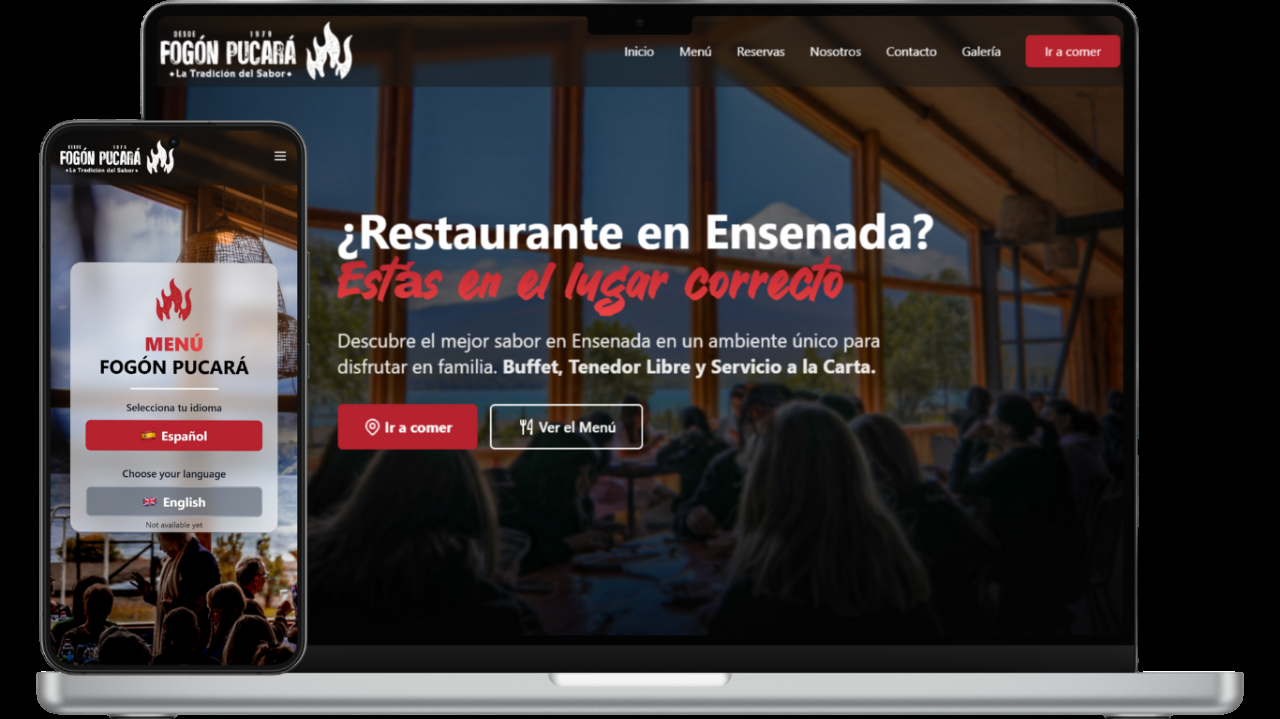 DESDE 1979
FOGÓN PUCARÁ
•La Tradición del Sabor•
Inicio
Menú
Reservas
Nosotros
Contacto
Galería
Ir a comer
¿Restaurante en Ensenada?
Estás en el lugar correcto
Descubre el mejor sabor en Ensenada en un ambiente único para
disfrutar en familia. Buffet, Tenedor Libre y Servicio a la Carta.
Ir a comer
Ver el Menú
DESDE 1979
FOGÓN PUCARÁ
•La Tradición del Sabor•
MENÚ
FOGÓN PUCARÁ
Selecciona tu idioma
Español
Choose your language
English
Not available yet